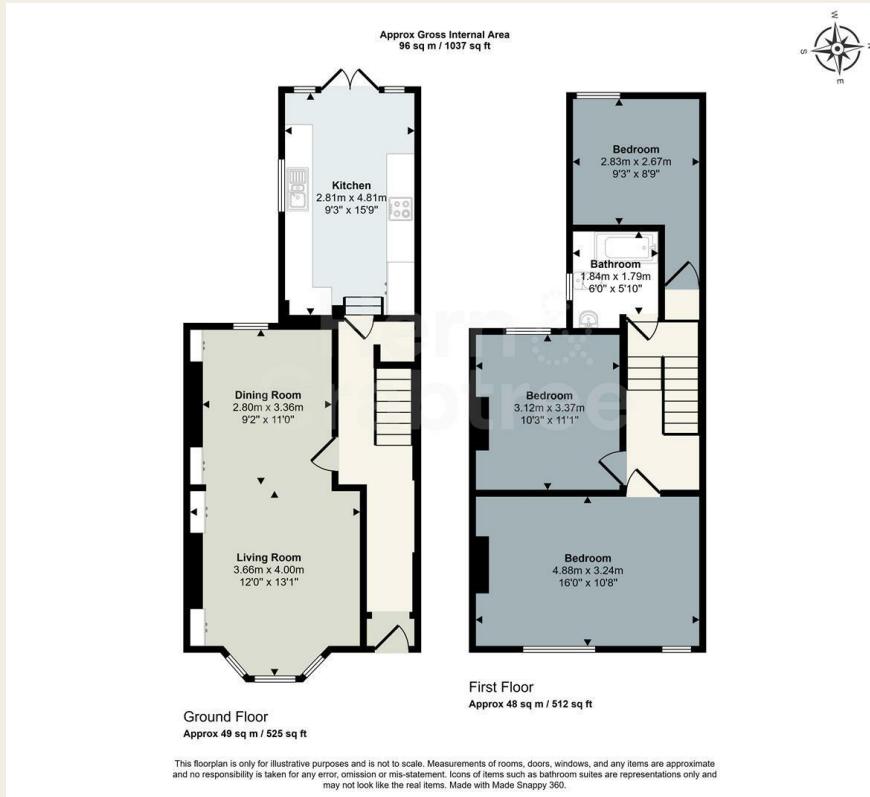 Approx Gross Internal Area
96 sq m / 1037 sq ft
W
S
N
E
Kitchen
2.81m x 4.81m
9'3" x 15'9"
Bedroom
2.83m x 2.67m
9'3" x 8'9"
Bathroom
1.84m x 1.79m
6'0" x 5'10"
Dining Room
2.80m x 3.36m
9'2" x 11'0"
Bedroom
3.12m x 3.37m
10'3" x 11'1"
Living Room
3.66m x 4.00m
12'0" x 13'1"
Bedroom
4.88m x 3.24m
16'0" x 10'8"
Hern &
Crabtree
Ground Floor
Approx 49 sq m / 525 sq ft
First Floor
Approx 48 sq m / 512 sq ft
This floorplan is only for illustrative purposes and is not to scale. Measurements of rooms, doors, windows, and any items are approximate
and no responsibility is taken for any error, omission or mis-statement. Icons of items such as bathroom suites are representations only and
may not look like the real items. Made with Made Snappy 360.